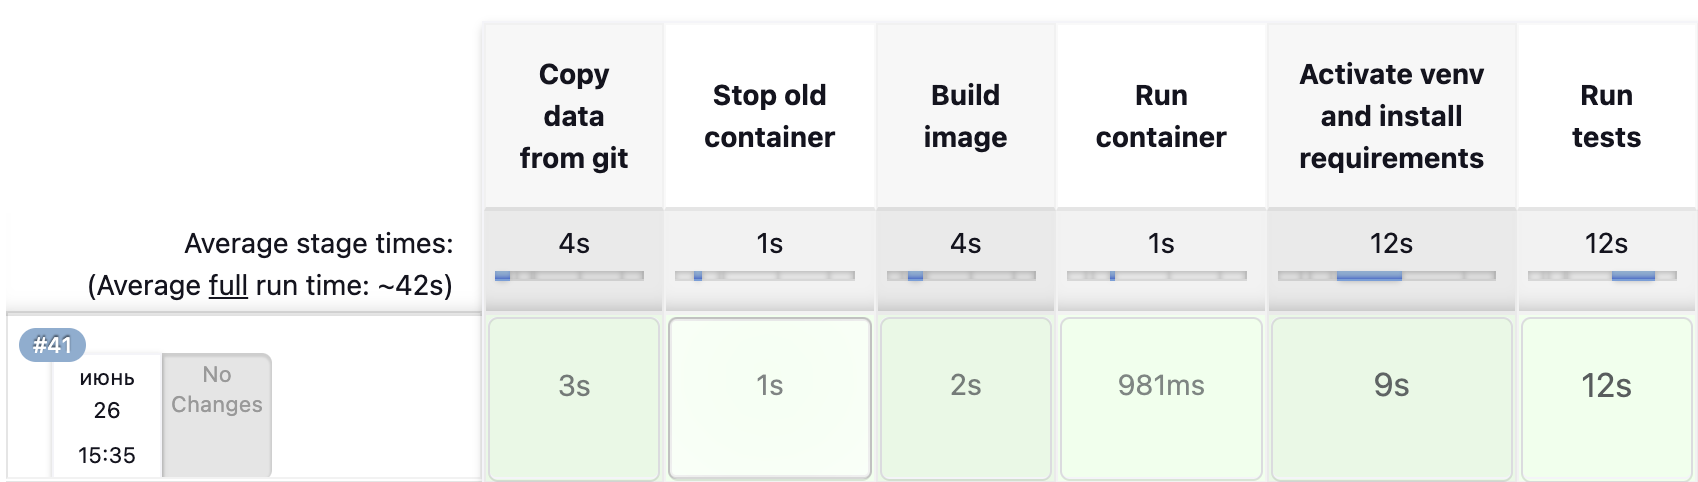 Copy
data
from git
Stop old
container
Build
image
Run
container
Activate venv
and install
requirements
Run
tests
Average stage times:
(Average full run time: ~42s)
4s
1s
4s
1s
12s
12s
#41
июнь
26
15:35
No
Changes
3s
1s
2s
981ms
9s
12s